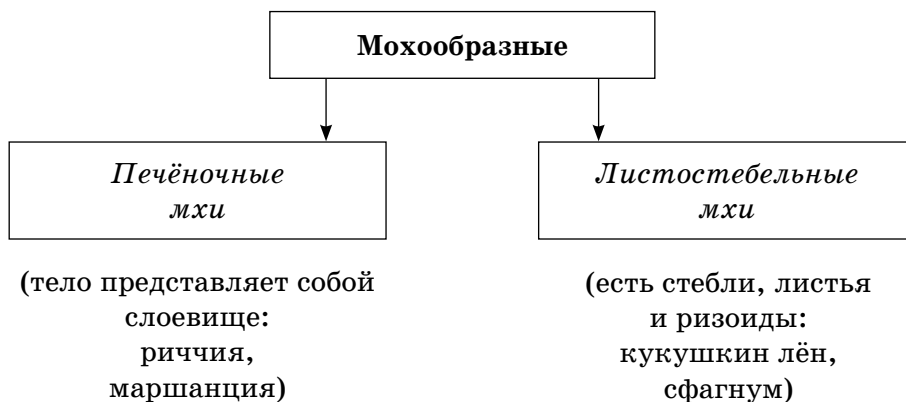 Мохообразные
Печёночные
мхи
Листостебельные
мхи
(тело представляет собой
слоевище:
риччия,
маршанция)
(есть стебли, листья
и ризоиды:
кукушкин лён,
сфагнум)